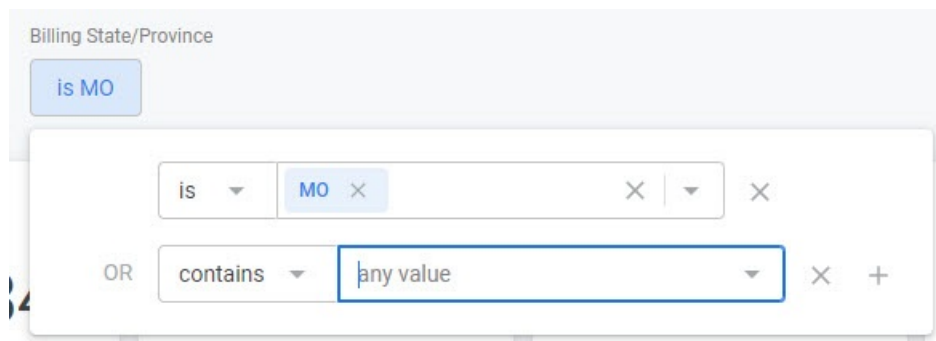 Billing State/Province
is MO
is MO
OR contains any value